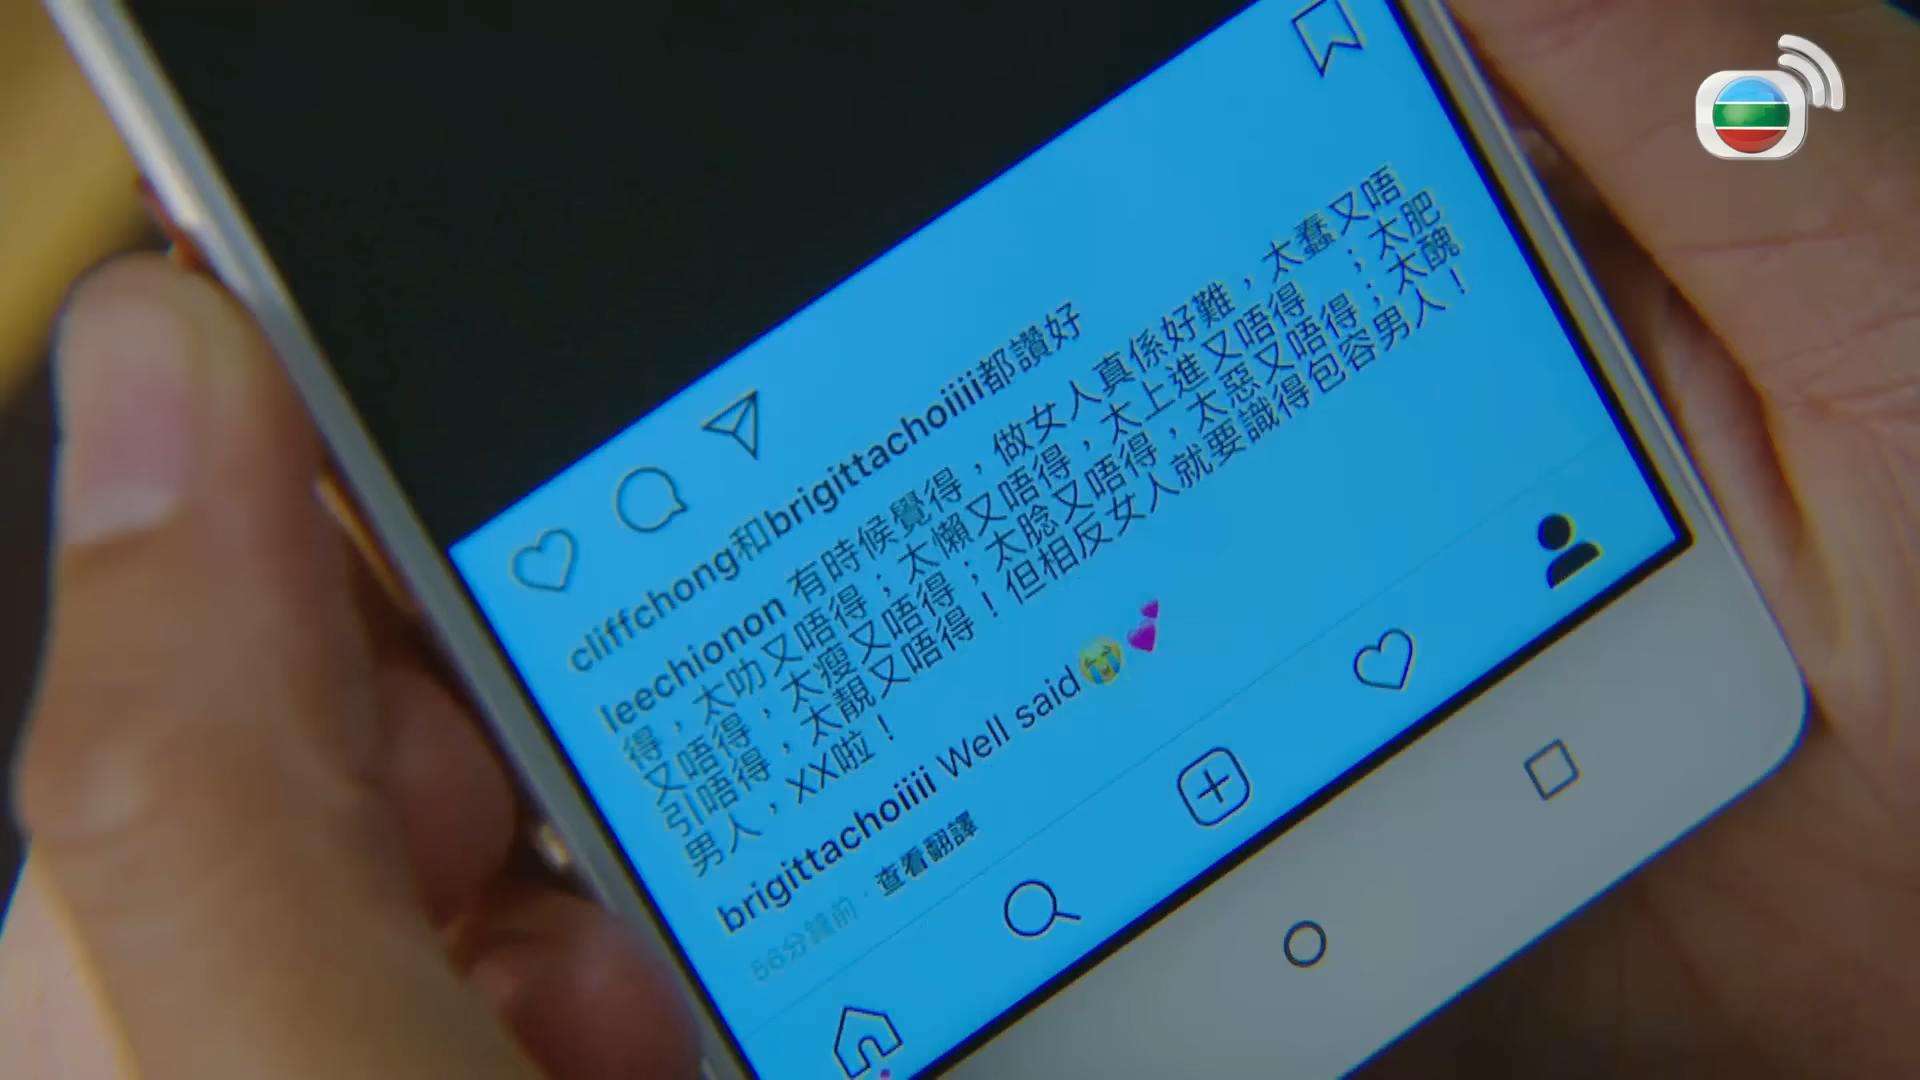 cliffchong和brigittachoiiii都讚好
leechionon 有時候覺得，做女人真係好難，太蠢又唔
得，太叻又唔得；太懶又唔得，太上進又唔得；太肥
又唔得，太瘦又唔得；太腍又唔得，太惡又唔得；太醜
引唔得，太靚又唔得！但相反女人就要識得包容男人！
男人，XX啦！
brigittachoiiii Well said😭💕
56分鐘前 · 查看翻譯